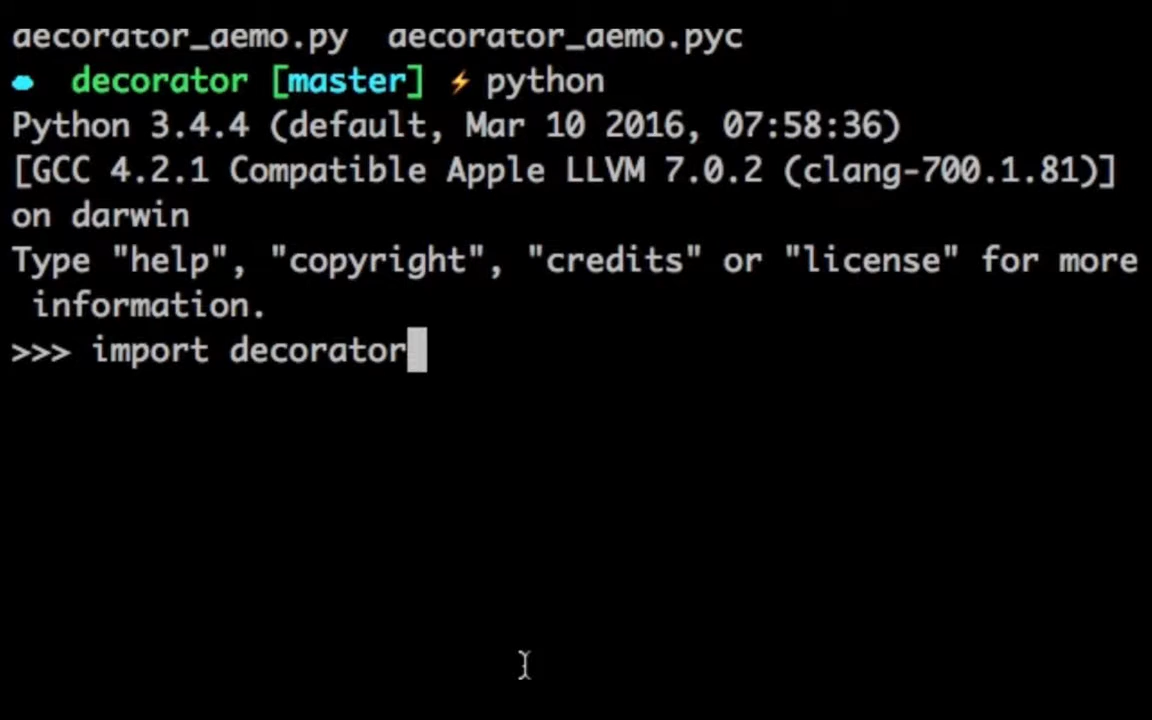 decorator_demo.py  decorator_demo.pyc
decorator [master] ⚡ python
Python 3.4.4 (default, Mar 10 2016, 07:58:36)
[GCC 4.2.1 Compatible Apple LLVM 7.0.2 (clang-700.1.81)]
on darwin
Type "help", "copyright", "credits" or "license" for more
 information.
>>> import decorator